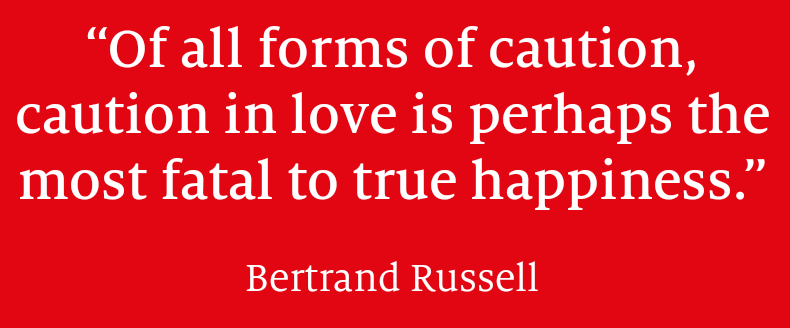 “Of all forms of caution,
caution in love is perhaps the
most fatal to true happiness.”
Bertrand Russell